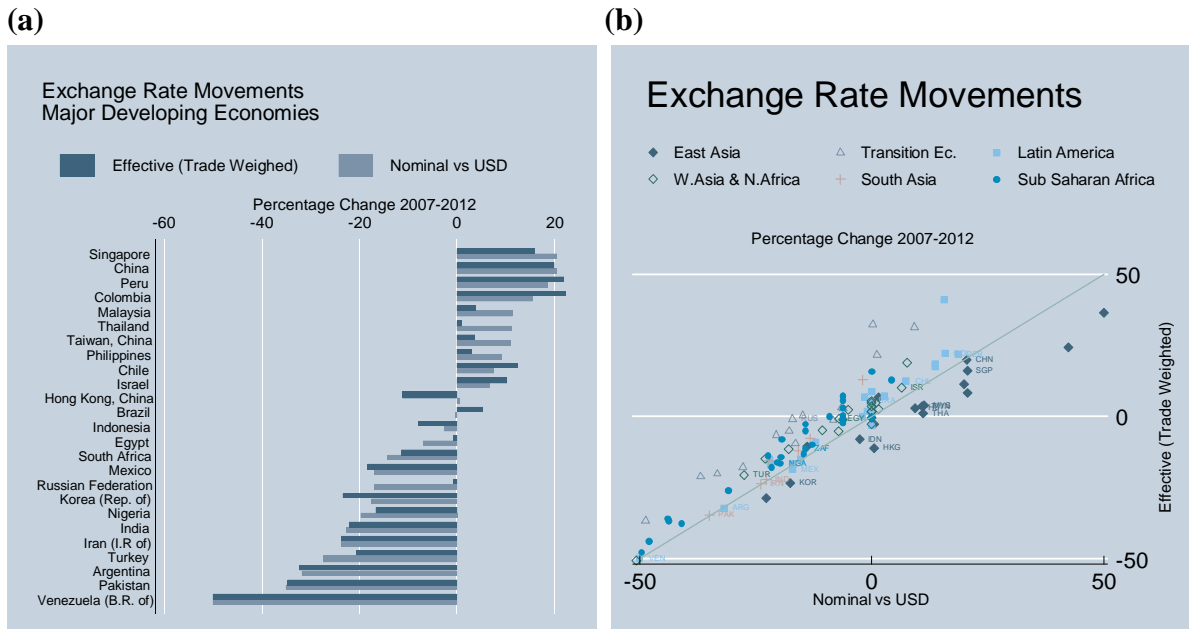 (a)
Exchange Rate Movements
Major Developing Economies
Effective (Trade Weighed)
Nominal vs USD
Percentage Change 2007-2012
-60 -40 -20 0 20
Singapore
China
Peru
Colombia
Malaysia
Thailand
Taiwan, China
Philippines
Chile
Israel
Hong Kong, China
Brazil
Indonesia
Egypt
South Africa
Mexico
Russian Federation
Korea (Rep. of)
Nigeria
India
Iran (I.R of)
Turkey
Argentina
Pakistan
Venezuela (B.R. of)
(b)
Exchange Rate Movements
East Asia Transition Ec. Latin America
W.Asia & N.Africa South Asia Sub Saharan Africa
Percentage Change 2007-2012
50
CHN
SGP
ISR
THA
0
EGY
IDN
HKG
MEX
TUR
KOR
ARG
PAK
VEN
-50
Effective (Trade Weighted)
-50 0 50
Nominal vs USD